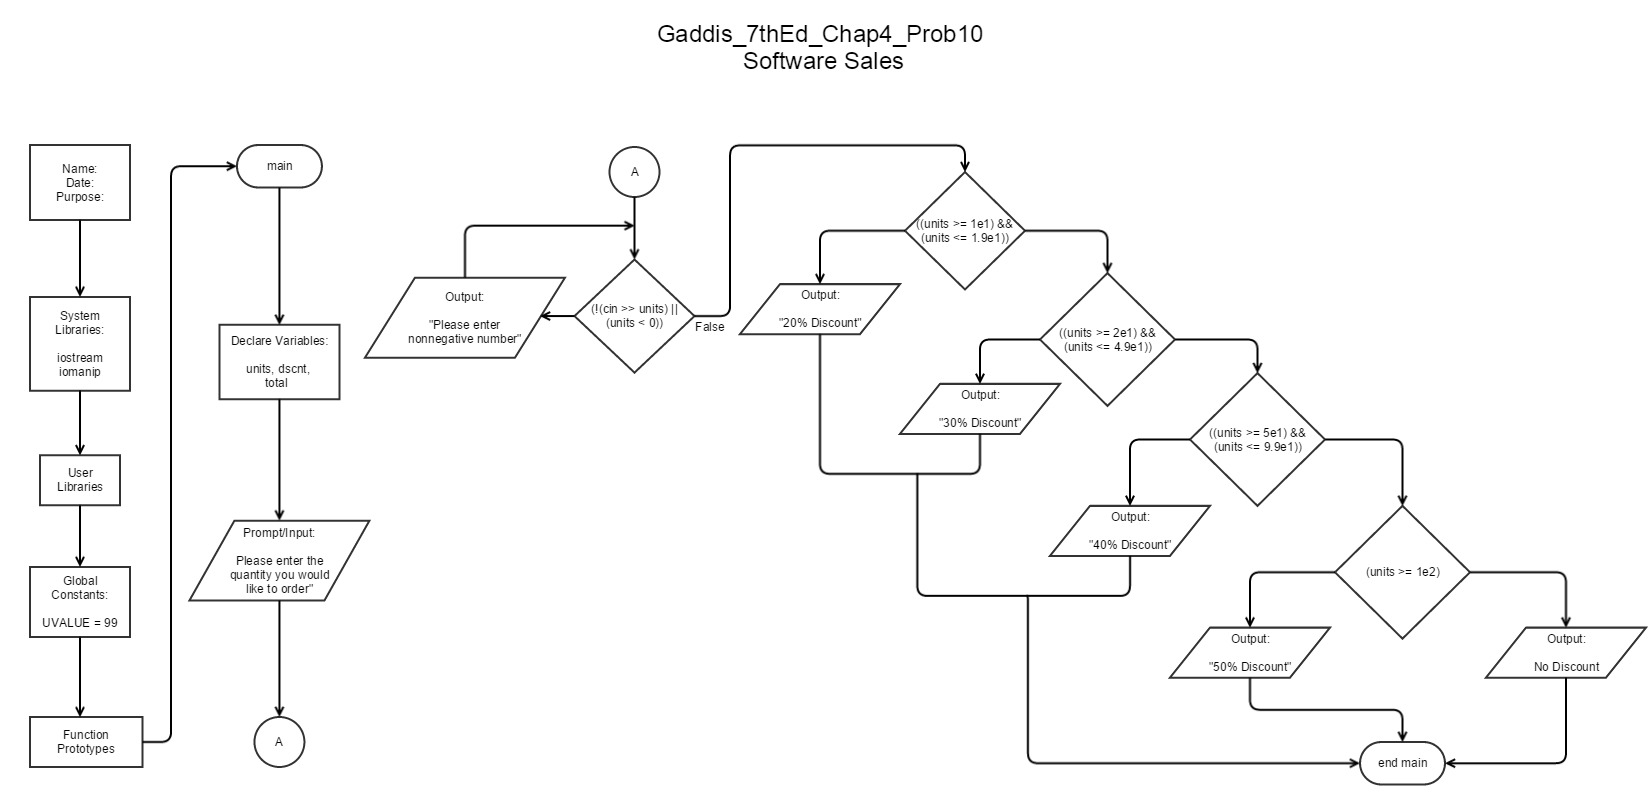 Gaddis_7thEd_Chap4_Prob10
Software Sales
Name:
Date:
Purpose:
System
Libraries:
iostream
iomanip
User
Libraries
Global
Constants:
UVALUE = 99
Function
Prototypes
main
Declare Variables:
units, dscnt,
total
Prompt/Input:
Please enter the
quantity you would
like to order"
A
A
(!(cin >> units) ||
(units < 0))
False
Output:
"Please enter
nonnegative number"
((units >= 1e1) &&
(units <= 1.9e1))
Output:
"20% Discount"
((units >= 2e1) &&
(units <= 4.9e1))
Output:
"30% Discount"
((units >= 5e1) &&
(units <= 9.9e1))
Output:
"40% Discount"
(units >= 1e2)
Output:
"50% Discount"
Output:
No Discount
end main